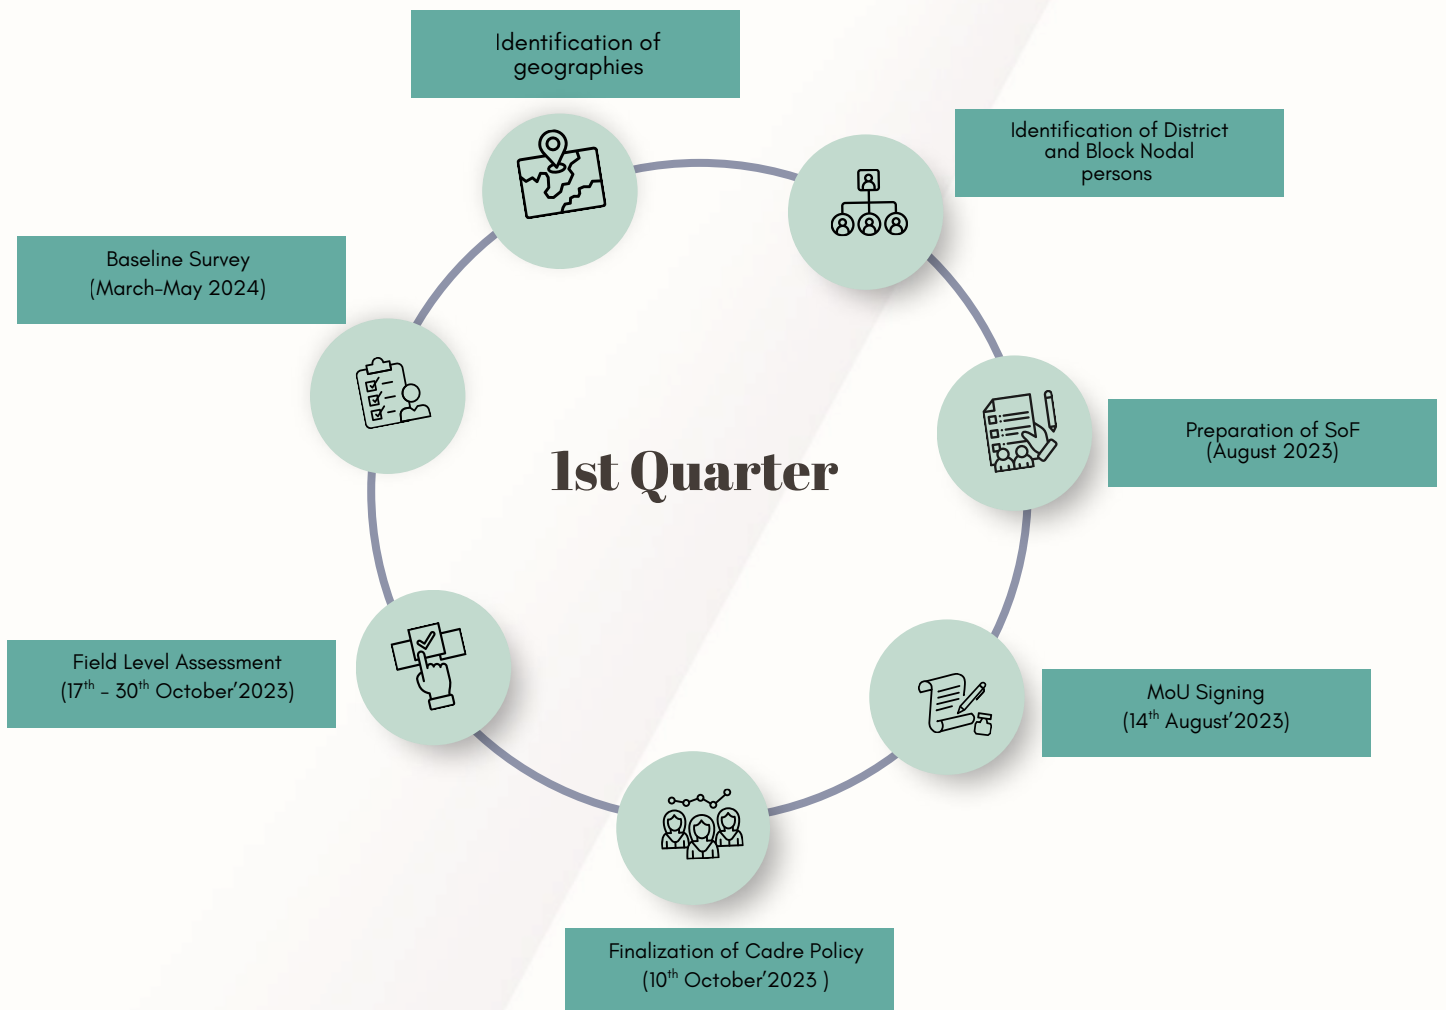 Identification of
geographies
Identification of District
and Block Nodal
persons
Baseline Survey
(March-May 2024)
Preparation of SoF
(August 2023)
1st Quarter
Field Level Assessment
(17th - 30th October'2023)
MoU Signing
(14th August'2023)
Finalization of Cadre Policy
(10th October'2023 )